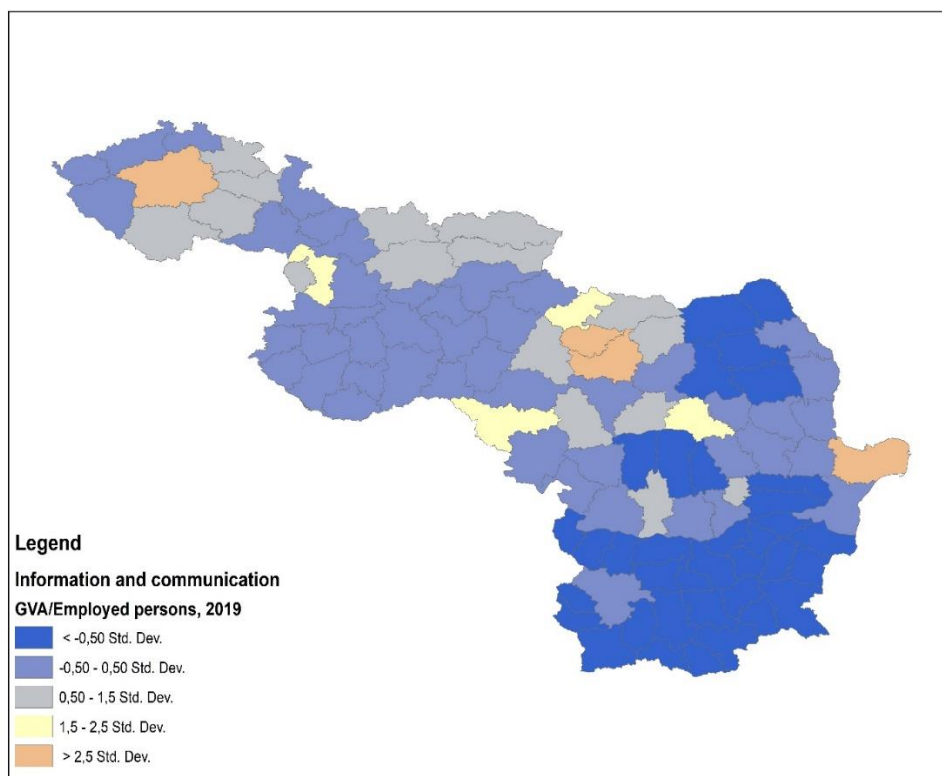 Legend
Information and communication
GVA/Employed persons, 2019
< -0,50 Std. Dev.
-0,50 - 0,50 Std. Dev.
0,50 - 1,5 Std. Dev.
1,5 - 2,5 Std. Dev.
> 2,5 Std. Dev.